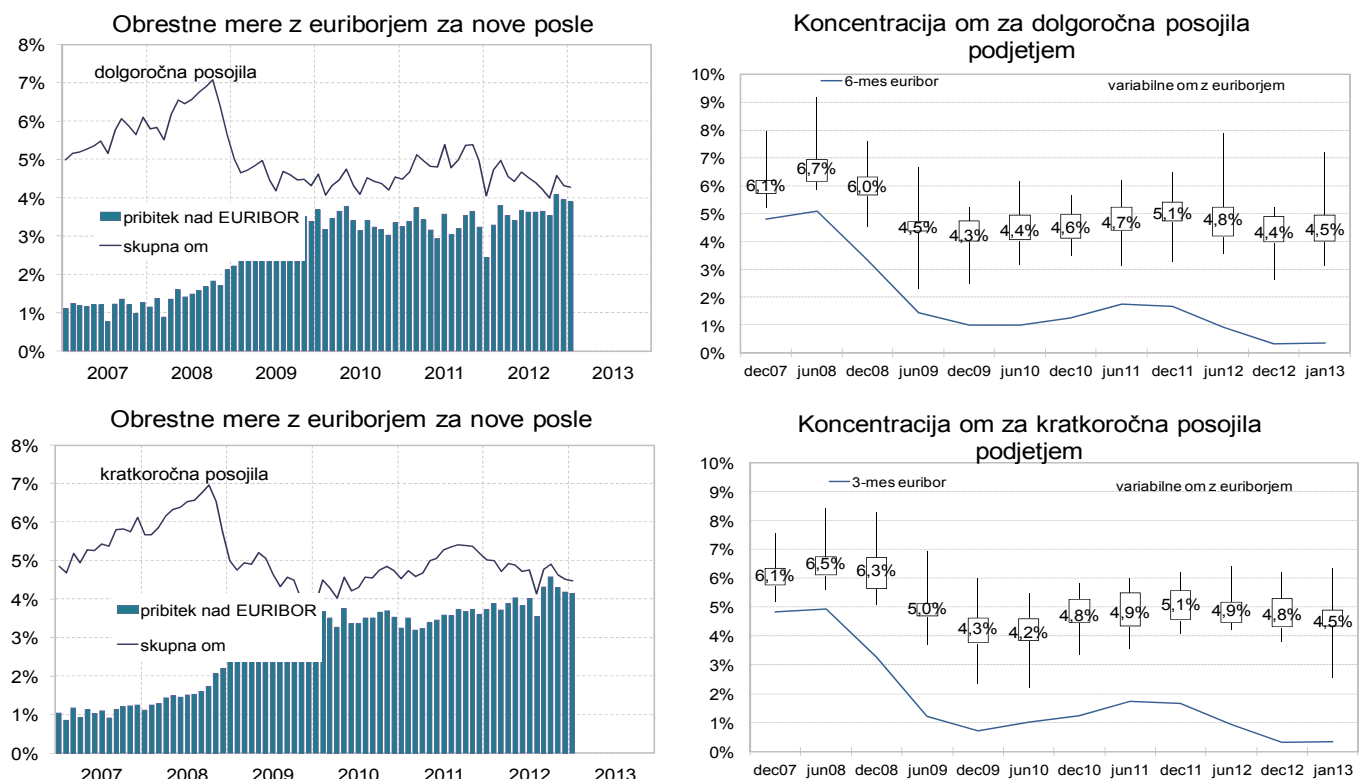 Obrestne mere z euriborjem za nove posle
8%
7%
6%
5%
4%
3%
2%
1%
0%
dolgoročna posojila
pribitek nad EURIBOR
skupna om
2007 2008 2009 2010 2011 2012 2013
Koncentracija om za dolgoročna posojila
podjetjem
10%
9%
8%
7%
6%
5%
4%
3%
2%
1%
0%
6-mes euribor
variabilne om z euriborjem
6,1% 6,7% 6,0% 4,5% 4,3% 4,4% 4,6% 4,7% 5,1% 4,8% 4,4% 4,5%
dec07 jun08 dec08 jun09 dec09 jun10 dec10 jun11 dec11 jun12 dec12 jan13
Obrestne mere z euriborjem za nove posle
8%
7%
6%
5%
4%
3%
2%
1%
0%
kratkoročna posojila
pribitek nad EURIBOR
skupna om
2007 2008 2009 2010 2011 2012 2013
Koncentracija om za kratkoročna posojila
podjetjem
10%
9%
8%
7%
6%
5%
4%
3%
2%
1%
0%
3-mes euribor
variabilne om z euriborjem
6,1% 6,5% 6,3% 5,0% 4,3% 4,2% 4,8% 4,9% 5,1% 4,9% 4,8% 4,5%
dec07 jun08 dec08 jun09 dec09 jun10 dec10 jun11 dec11 jun12 dec12 jan13